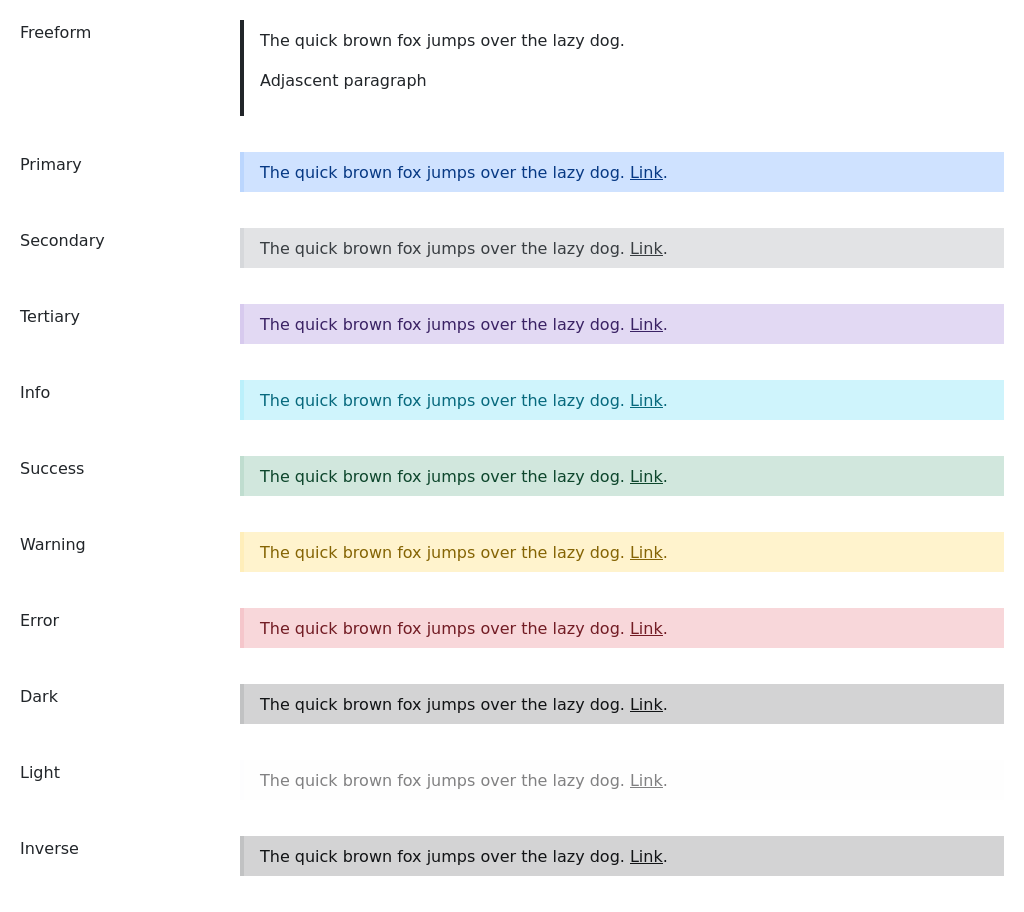 Freeform
The quick brown fox jumps over the lazy dog.
Adjascent paragraph
Primary
The quick brown fox jumps over the lazy dog. Link.
Secondary
The quick brown fox jumps over the lazy dog. Link.
Tertiary
The quick brown fox jumps over the lazy dog. Link.
Info
The quick brown fox jumps over the lazy dog. Link.
Success
The quick brown fox jumps over the lazy dog. Link.
Warning
The quick brown fox jumps over the lazy dog. Link.
Error
The quick brown fox jumps over the lazy dog. Link.
Dark
The quick brown fox jumps over the lazy dog. Link.
Light
The quick brown fox jumps over the lazy dog. Link.
Inverse
The quick brown fox jumps over the lazy dog. Link.